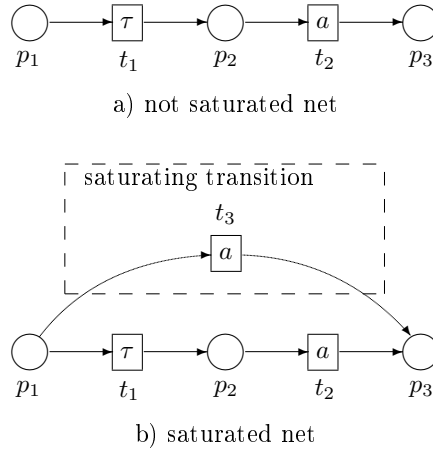 τ a
p₁ t₁ p₂ t₂ p₃
a) not saturated net
saturating transition
t₃
a
τ a
p₁ t₁ p₂ t₂ p₃
b) saturated net